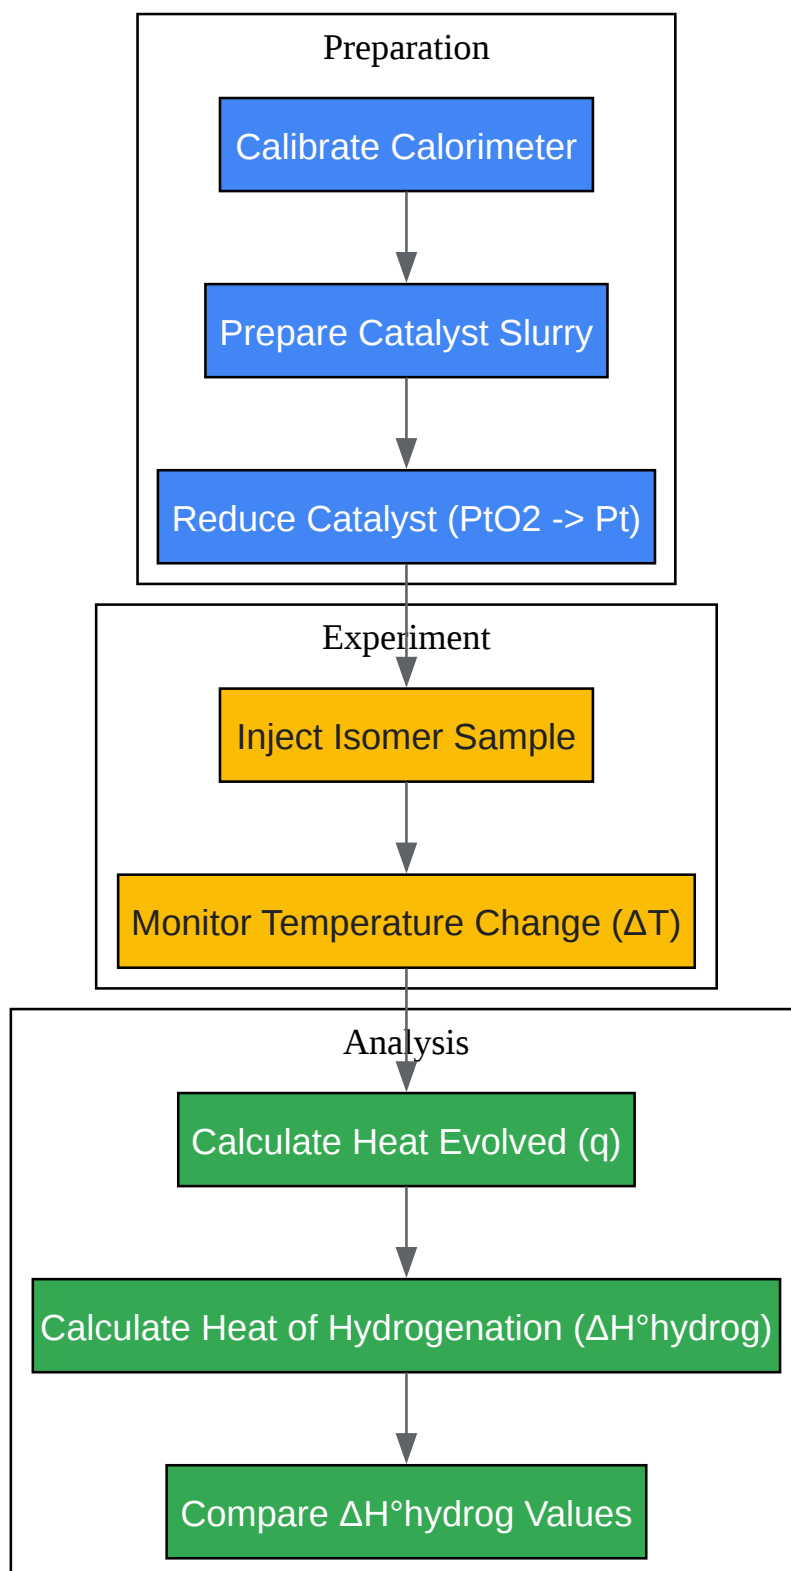 Preparation
Calibrate Calorimeter
Prepare Catalyst Slurry
Reduce Catalyst (PtO2 -> Pt)
Experiment
Inject Isomer Sample
Monitor Temperature Change (ΔT)
Analysis
Calculate Heat Evolved (q)
Calculate Heat of Hydrogenation (ΔH°hydrog)
Compare ΔH°hydrog Values